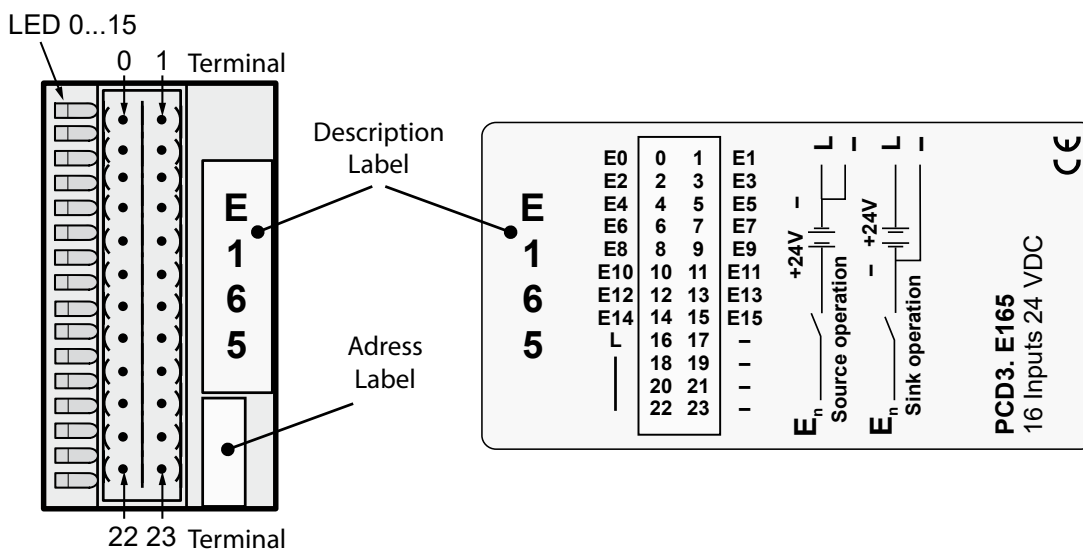 LED 0...15
0 1 Terminal
E
1
6
5
22 23 Terminal
Description
Label
Adress
Label
E
1
6
5
E0 0 1 E1
E2 2 3 E3
E4 4 5 E5
E6 6 7 E7
E8 8 9 E9
E10 10 11 E11
E12 12 13 E13
E14 14 15 E15
L 16 17 –
18 19 –
20 21 –
22 23 –
L –
+24V –
En
Source operation
L –
– +24V
En
Sink operation
PCD3. E165
16 Inputs 24 VDC
CE